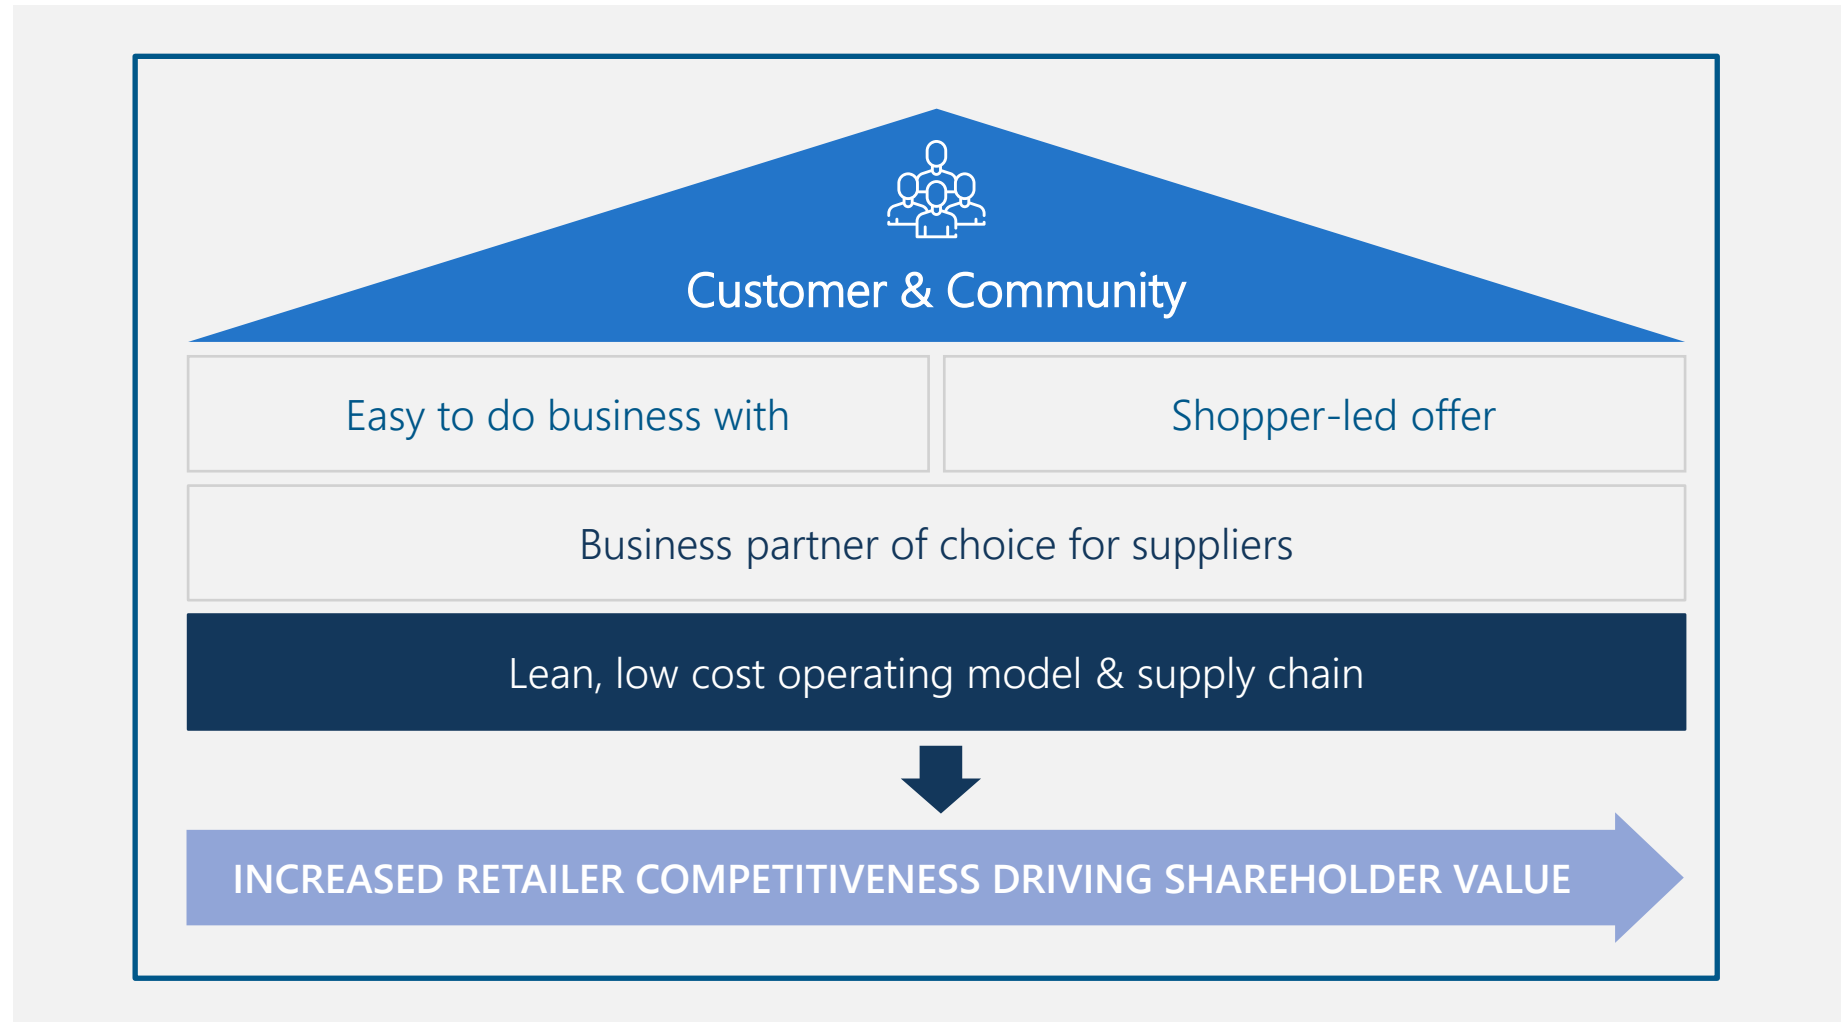 Customer & Community
Easy to do business with
Shopper-led offer
Business partner of choice for suppliers
Lean, low cost operating model & supply chain
INCREASED RETAILER COMPETITIVENESS DRIVING SHAREHOLDER VALUE